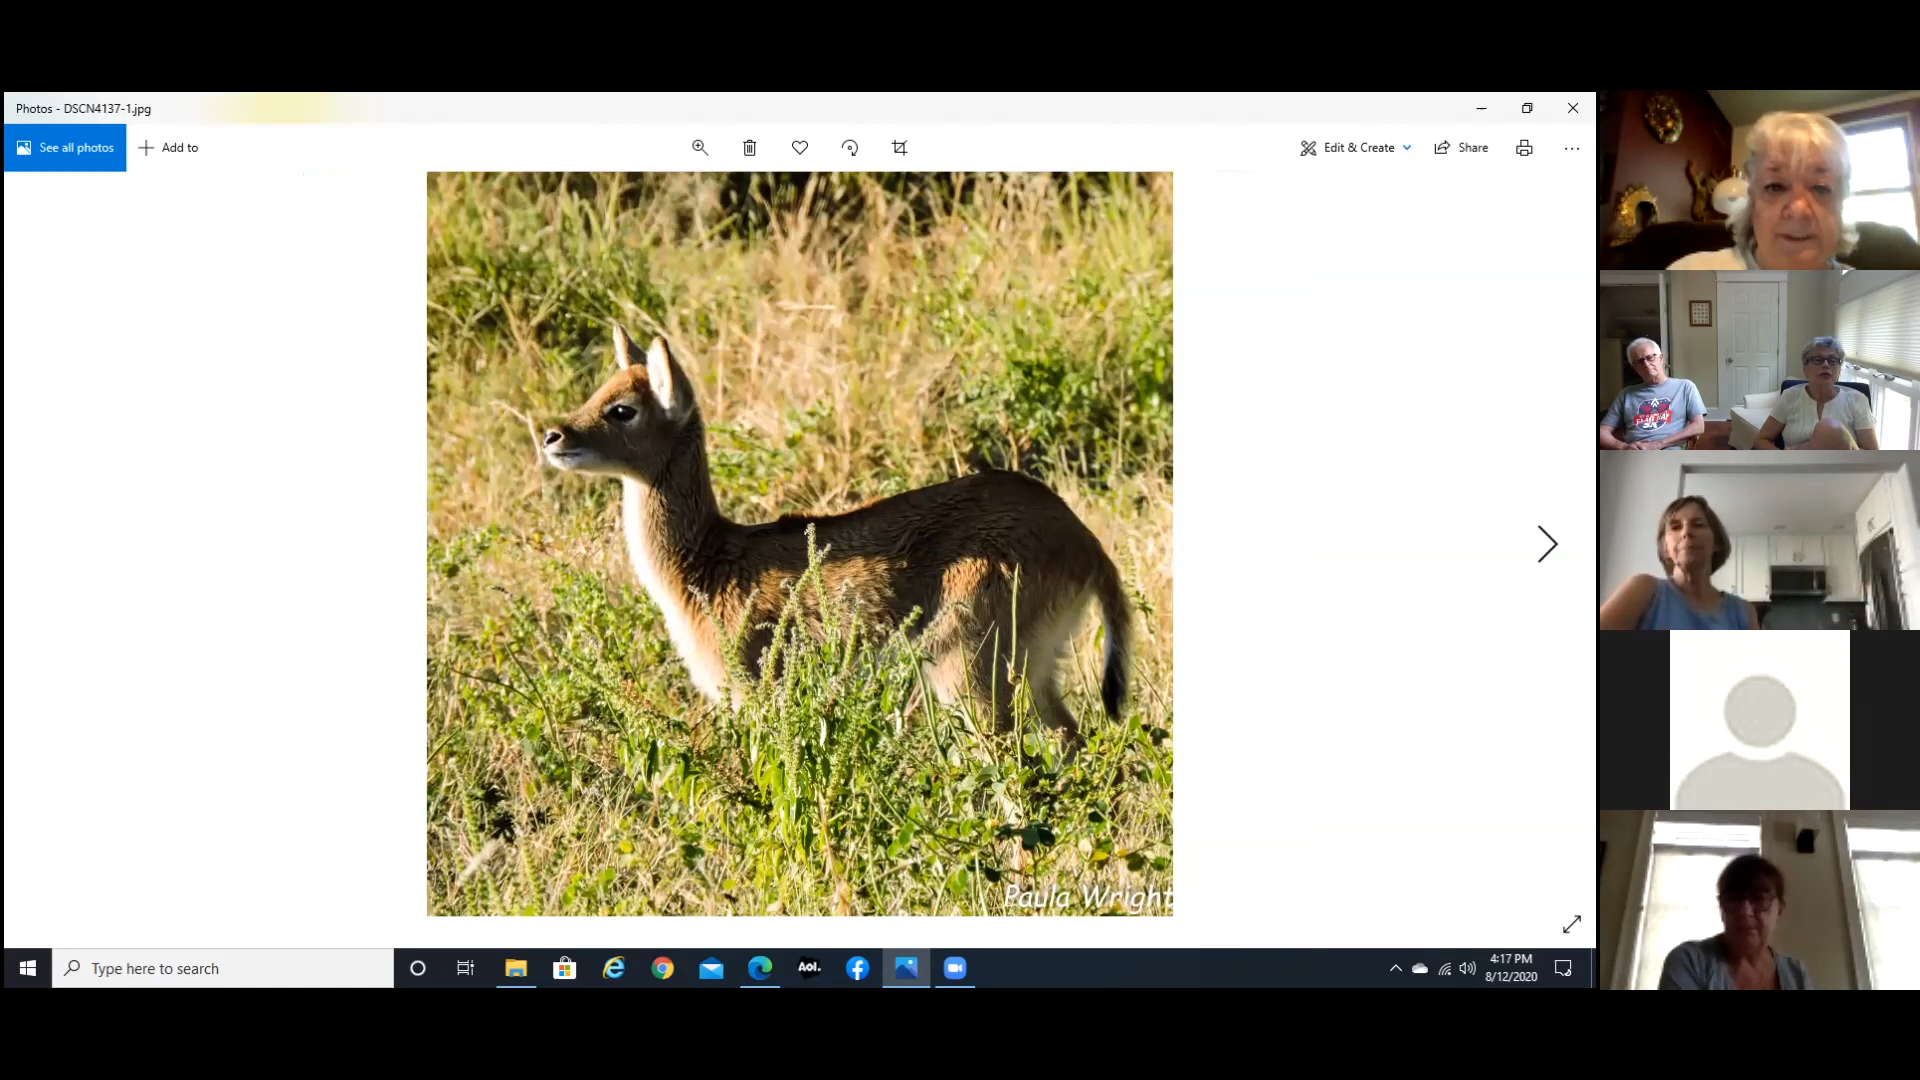 Photos - DSCN4137-1.jpg
See all photos
Add to
Edit & Create
Share
Paula Wright
Type here to search
Aol.
4:17 PM
8/12/2020